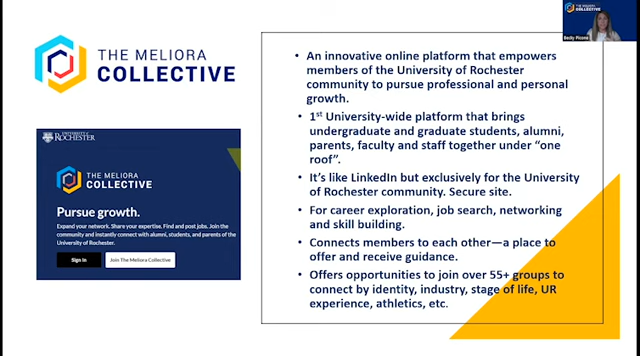 THE MELIORA
COLLECTIVE
UNIVERSITY of
ROCHESTER
THE MELIORA
COLLECTIVE
Pursue growth.
Expand your network. Share your expertise. Find and post jobs. Join the
community and instantly connect with alumni, students, and parents of the
University of Rochester.
Sign In
Join The Meliora Collective
• An innovative online platform that empowers
members of the University of Rochester
community to pursue professional and personal
growth.
• 1st University-wide platform that brings
undergraduate and graduate students, alumni,
parents, faculty and staff together under “one
roof”.
• It’s like LinkedIn but exclusively for the University
of Rochester community. Secure site.
• For career exploration, job search, networking
and skill building.
• Connects members to each other—a place to
offer and receive guidance.
• Offers opportunities to join over 55+ groups to
connect by identity, industry, stage of life, UR
experience, athletics, etc.
THE MELIORA
COLLECTIVE
Becky Picone